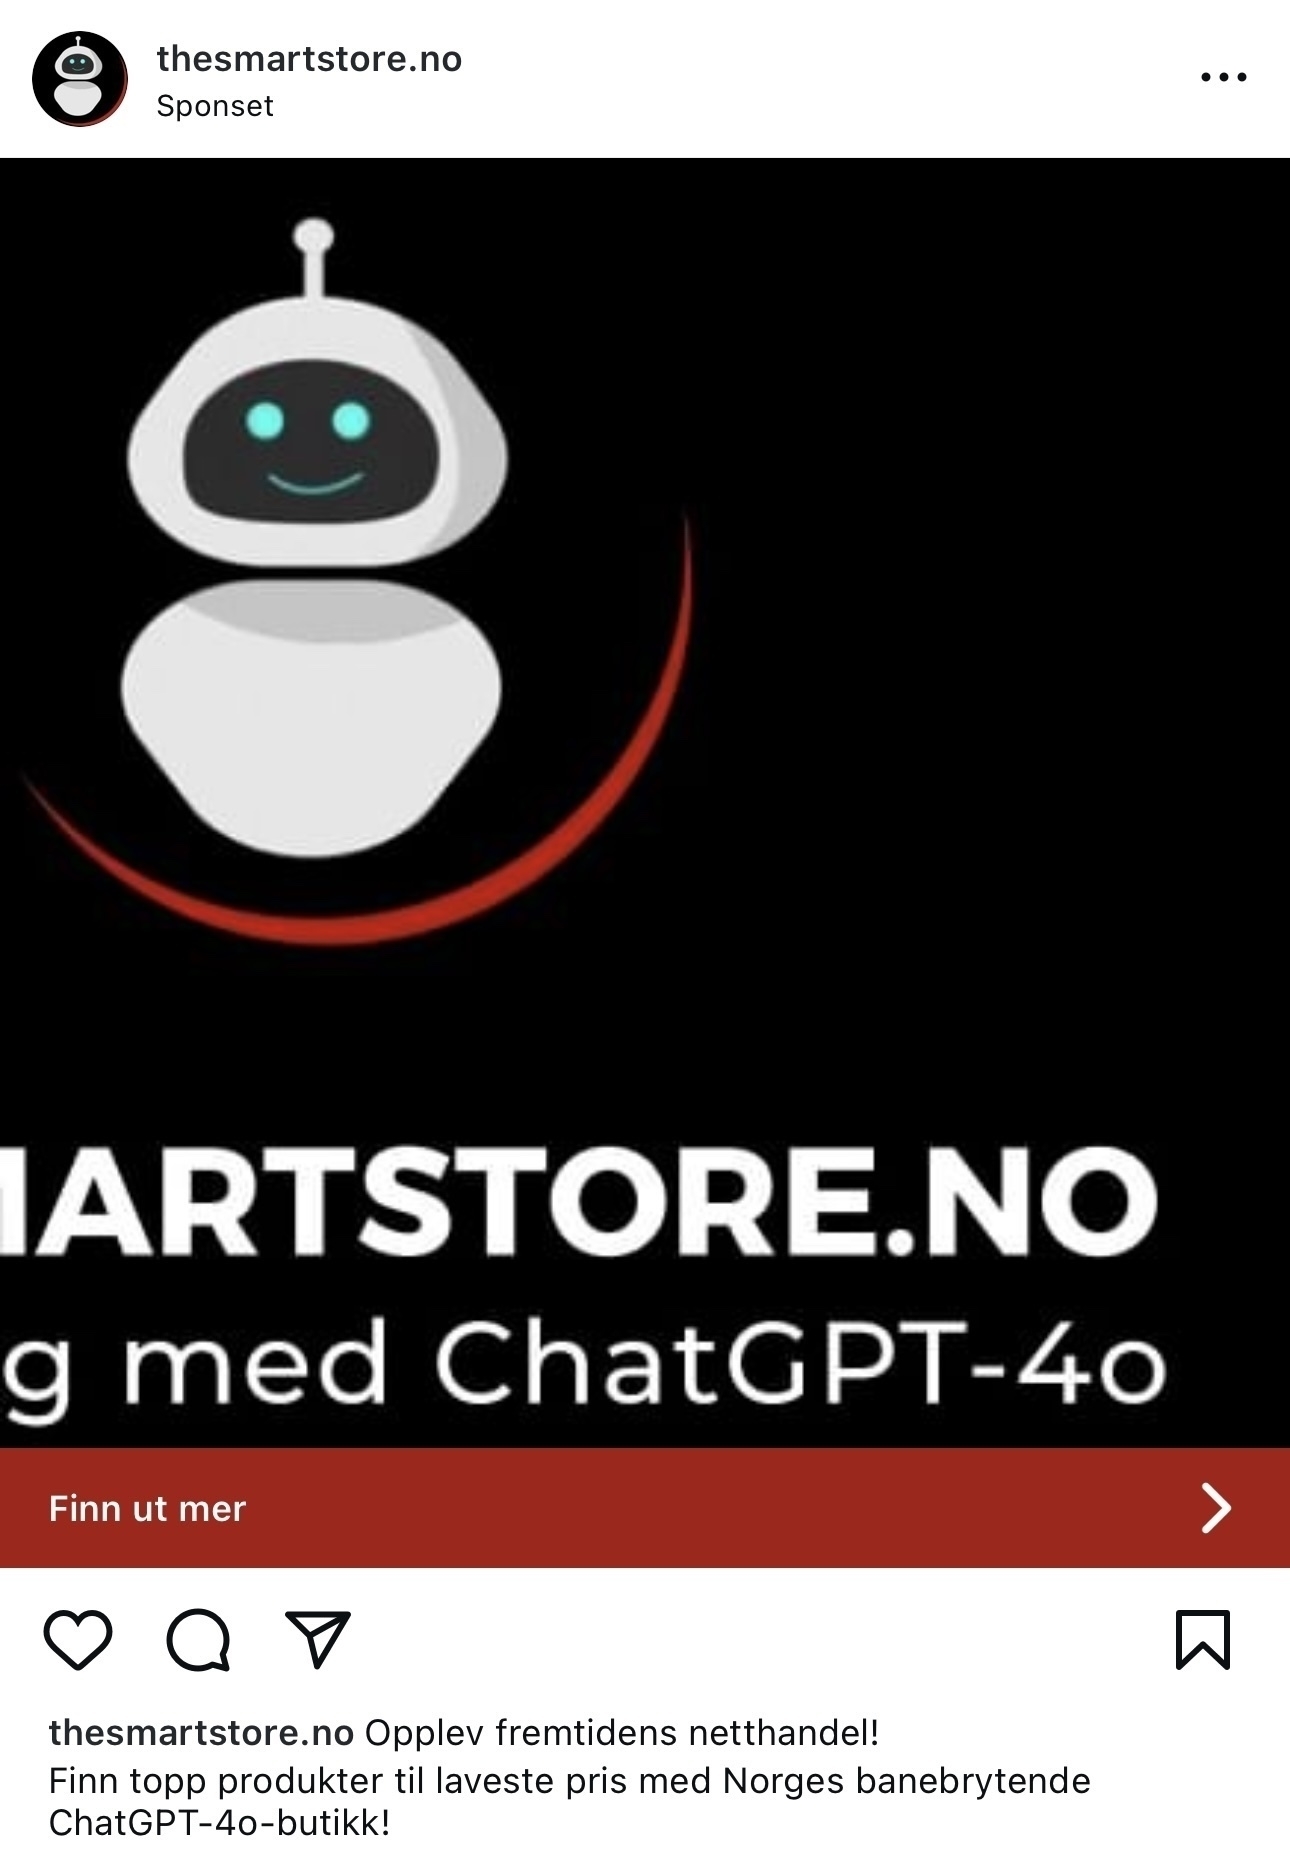 thesmartstore.no
Sponset
MARTSTORE.NO
g med ChatGPT-4o
Finn ut mer
thesmartstore.no Opplev fremtidens netthandel!
Finn topp produkter til laveste pris med Norges banebrytende
ChatGPT-4o-butikk!